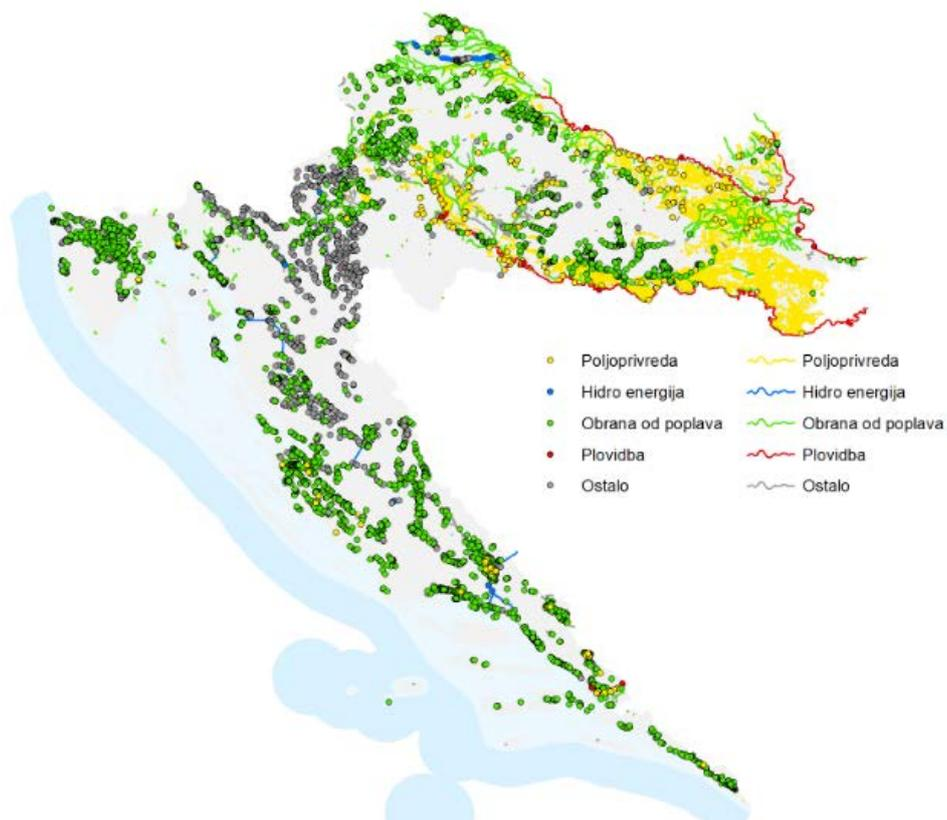 Poljoprivreda Poljoprivreda
Hidro energija Hidro energija
Obrana od poplava Obrana od poplava
Plovidba Plovidba
Ostalo Ostalo